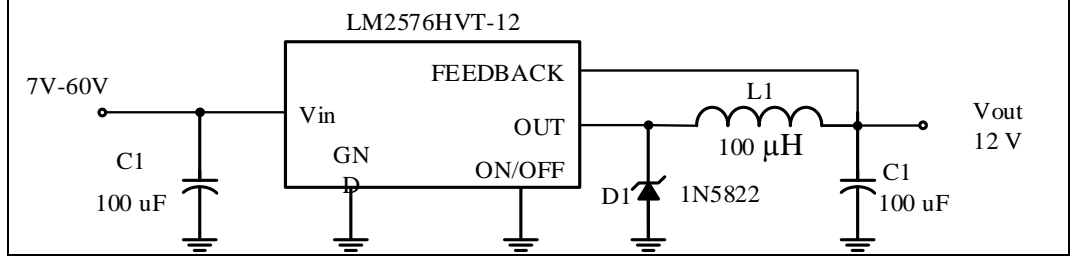 LM2576HVT-12
7V-60V
FEEDBACK
Vin
OUT
GN
D
ON/OFF
L1
100 µH
Vout
12 V
C1
100 uF
D1
1N5822
C1
100 uF